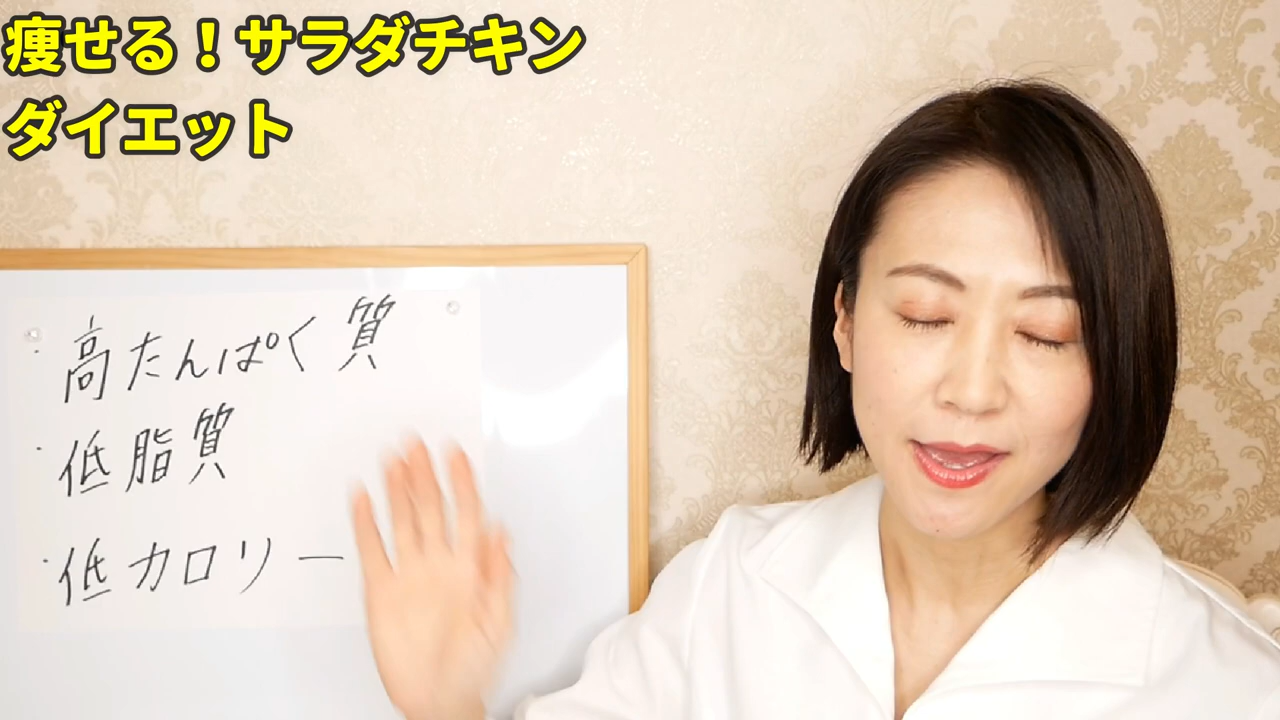 痩せる！サラダチキン
ダイエット
・高たんぱく質
・低脂質
・低カロリー